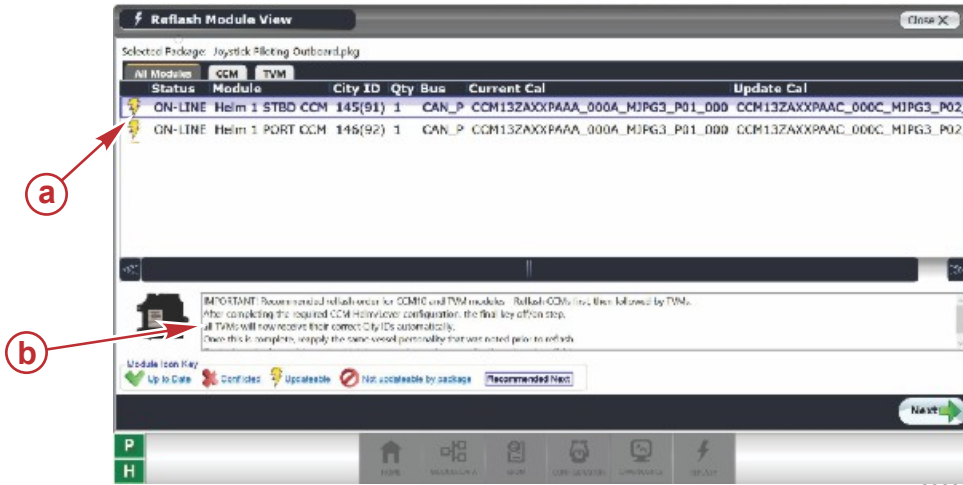 Reflash Module View
Close X
Selected Package: Joystick Piloting Outboard.pkg
All Modules CCM TVM
Status Module City ID Qty Bus Current Cal Update Cal
ON-LINE Helm 1 STBD CCM 145(91) 1 CAN_P CCM13ZAXXPAAA_000A_MJPG3_P01_000 CCM13ZAXXPAAC_000C_MJPG3_P02_
ON-LINE Helm 1 PORT CCM 146(92) 1 CAN_P CCM13ZAXXPAAA_000A_MJPG3_P01_000 CCM13ZAXXPAAC_000C_MJPG3_P02_
a
IMPORTANT! Recommended reflash order for CCM10 and TVM modules - Reflash CCMs first, then followed by TVMs.
After completing the required CCM Helm/Lever configuration, the final key off/on step.
all TVMs will now receive their correct City IDs automatically.
Once this is complete, reapply the same vessel personality that was noted prior to reflash.
b
Module Icon Key
Up to Date Conflicted Updateable Not updateable by package Recommended Next
Next
P
H
HOME
REFLASH